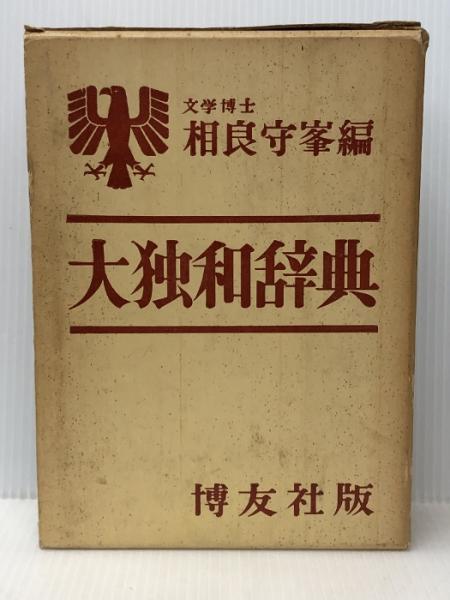 文学博士
相良守峯編
大独和辞典
博友社版